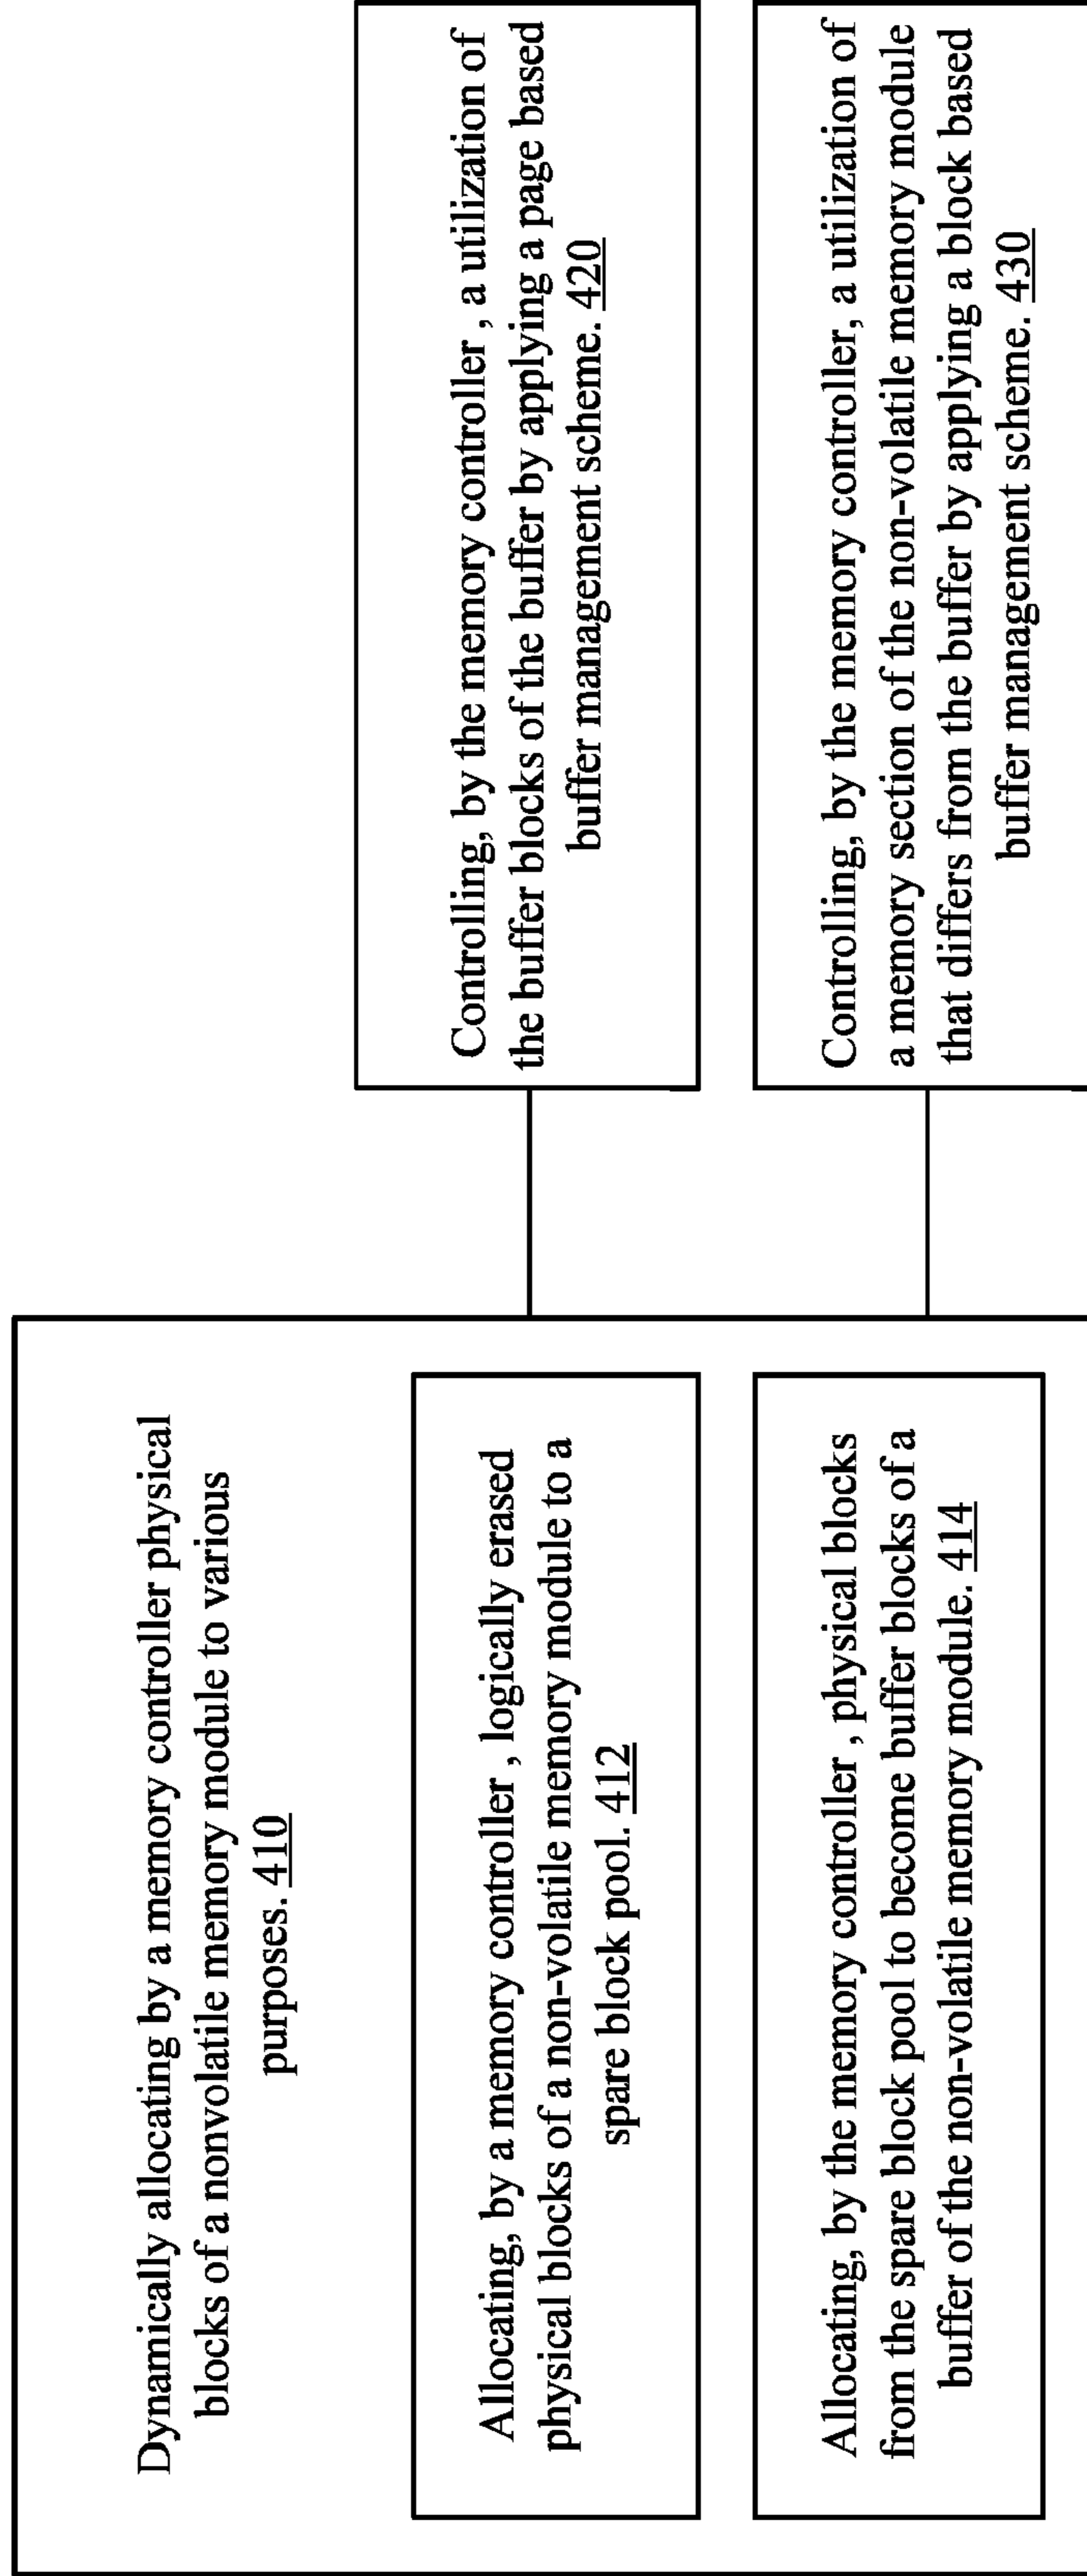 Dynamically allocating by a memory controller physical
blocks of a nonvolatile memory module to various
purposes. 410
Allocating, by a memory controller , logically erased
physical blocks of a non-volatile memory module to a
spare block pool. 412
Allocating, by the memory controller , physical blocks
from the spare block pool to become buffer blocks of a
buffer of the non-volatile memory module. 414
Controlling, by the memory controller , a utilization of
the buffer blocks of the buffer by applying a page based
buffer management scheme. 420
Controlling, by the memory controller, a utilization of
a memory section of the non-volatile memory module
that differs from the buffer by applying a block based
buffer management scheme. 430